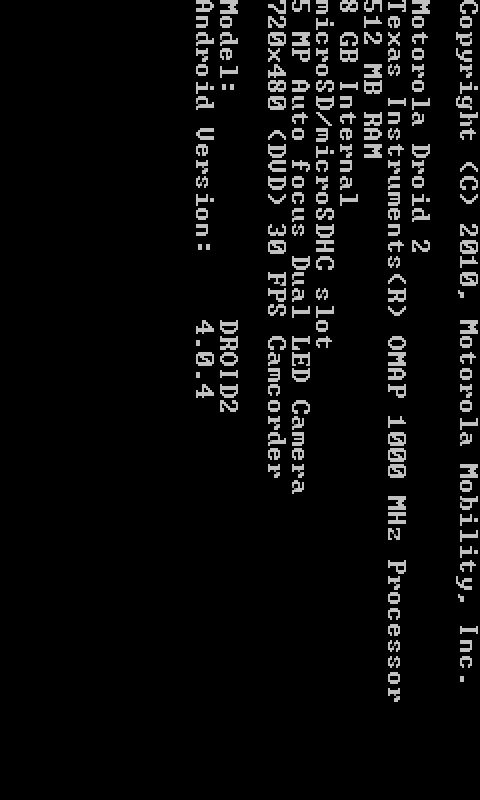 Copyright (C) 2010, Motorola Mobility, Inc.
Motorola Droid 2
Texas Instruments(R) OMAP 1000 MHz Processor
512 MB RAM
8 GB Internal
microSD/microSDHC slot
5 MP Auto focus Dual LED Camera
720x480 (DVD) 30 FPS Camcorder
Model: DROID2
Android Version: 4.0.4